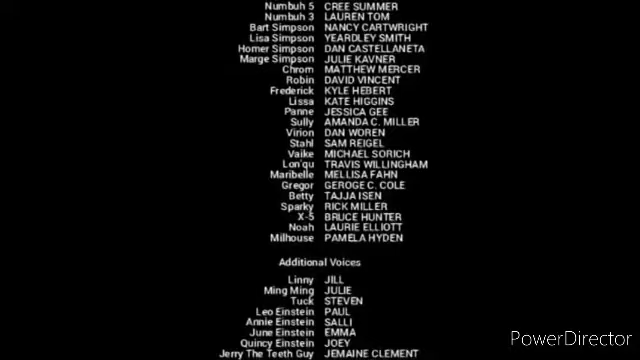 Numbuh 5 CREE SUMMER
Numbuh 3 LAUREN TOM
Bart Simpson NANCY CARTWRIGHT
Lisa Simpson YEARDLEY SMITH
Homer Simpson DAN CASTELLANETA
Marge Simpson JULIE KAVNER
Chrom MATTHEW MERCER
Robin DAVID VINCENT
Frederick KYLE HEBERT
Lissa KATE HIGGINS
Panne JESSICA GEE
Sully AMANDA C. MILLER
Virion DAN WOREN
Stahl SAM REIGEL
Vaike MICHAEL SORICH
Lon'qu TRAVIS WILLINGHAM
Maribelle MELLISA FAHN
Gregor GEROGE C. COLE
Betty TAJJA ISEN
Sparky RICK MILLER
X-5 BRUCE HUNTER
Noah LAURIE ELLIOTT
Milhouse PAMELA HYDEN
Additional Voices
Linny JILL
Ming Ming JULIE
Tuck STEVEN
Leo Einstein PAUL
Annie Einstein SALLI
June Einstein EMMA
Quincy Einstein JOEY
Jerry The Teeth Guy JEMAINE CLEMENT
PowerDirector